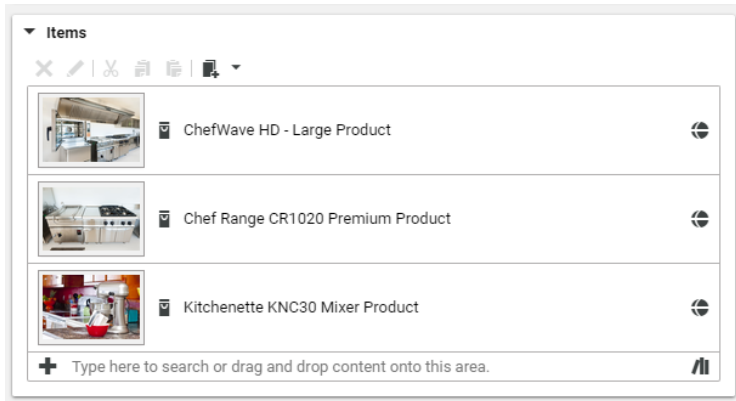 Items
ChefWave HD - Large Product
Chef Range CR1020 Premium Product
Kitchenette KNC30 Mixer Product
Type here to search or drag and drop content onto this area.